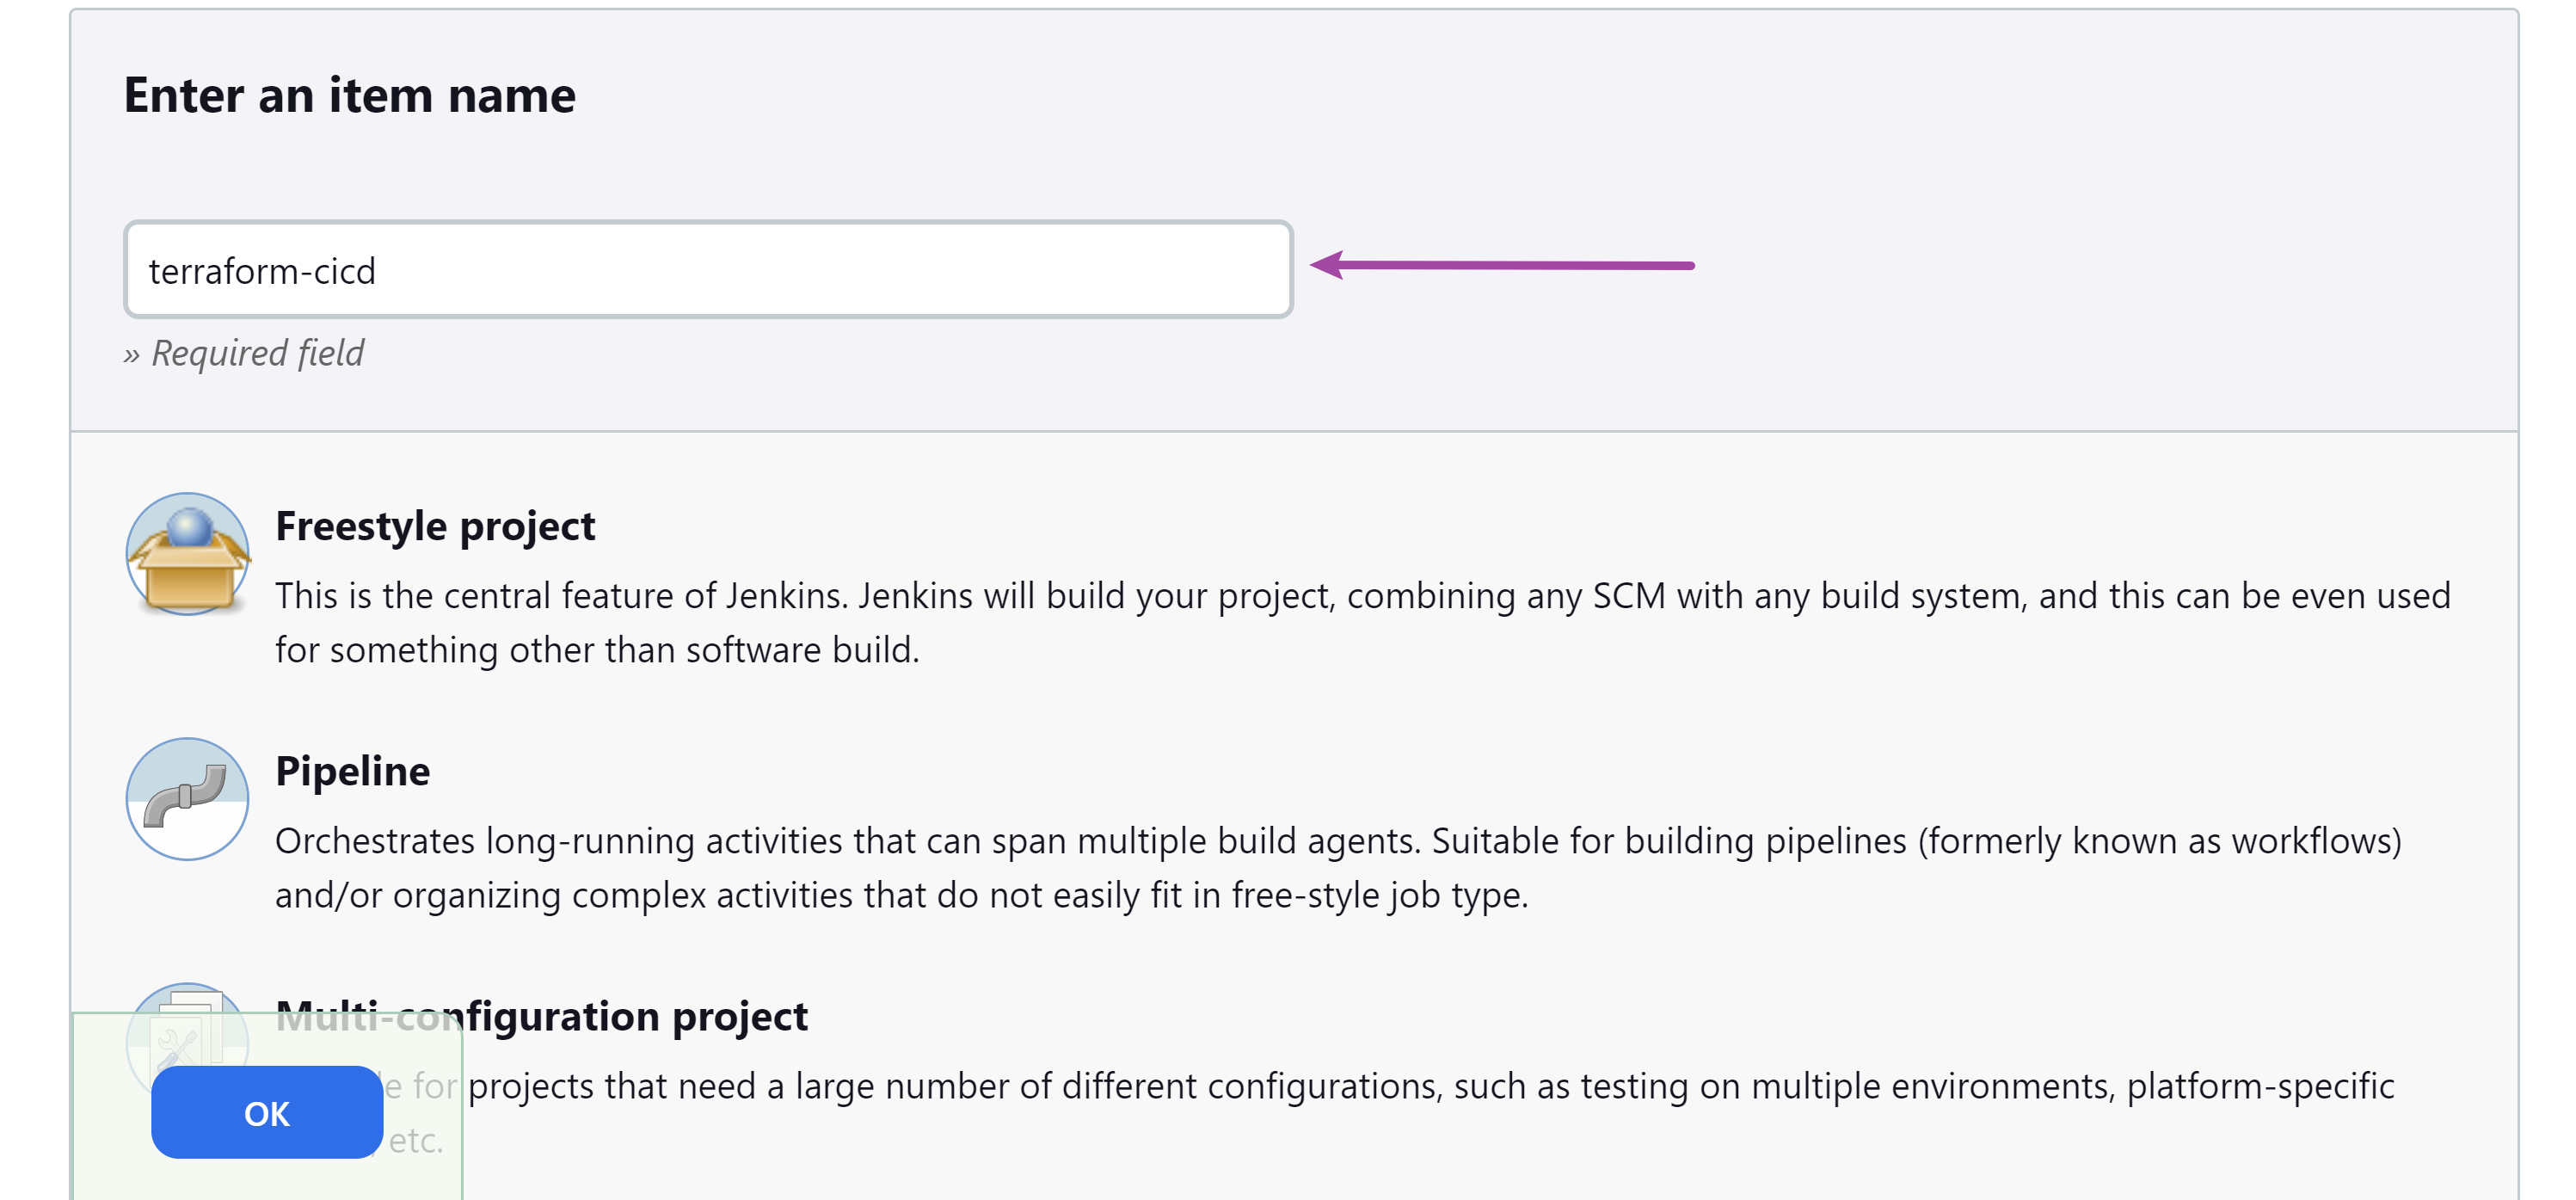 Enter an item name
terraform-cicd
» Required field
Freestyle project
This is the central feature of Jenkins. Jenkins will build your project, combining any SCM with any build system, and this can be even used
for something other than software build.
Pipeline
Orchestrates long-running activities that can span multiple build agents. Suitable for building pipelines (formerly known as workflows)
and/or organizing complex activities that do not easily fit in free-style job type.
Multi-configuration project
for projects that need a large number of different configurations, such as testing on multiple environments, platform-specific
OK
etc.